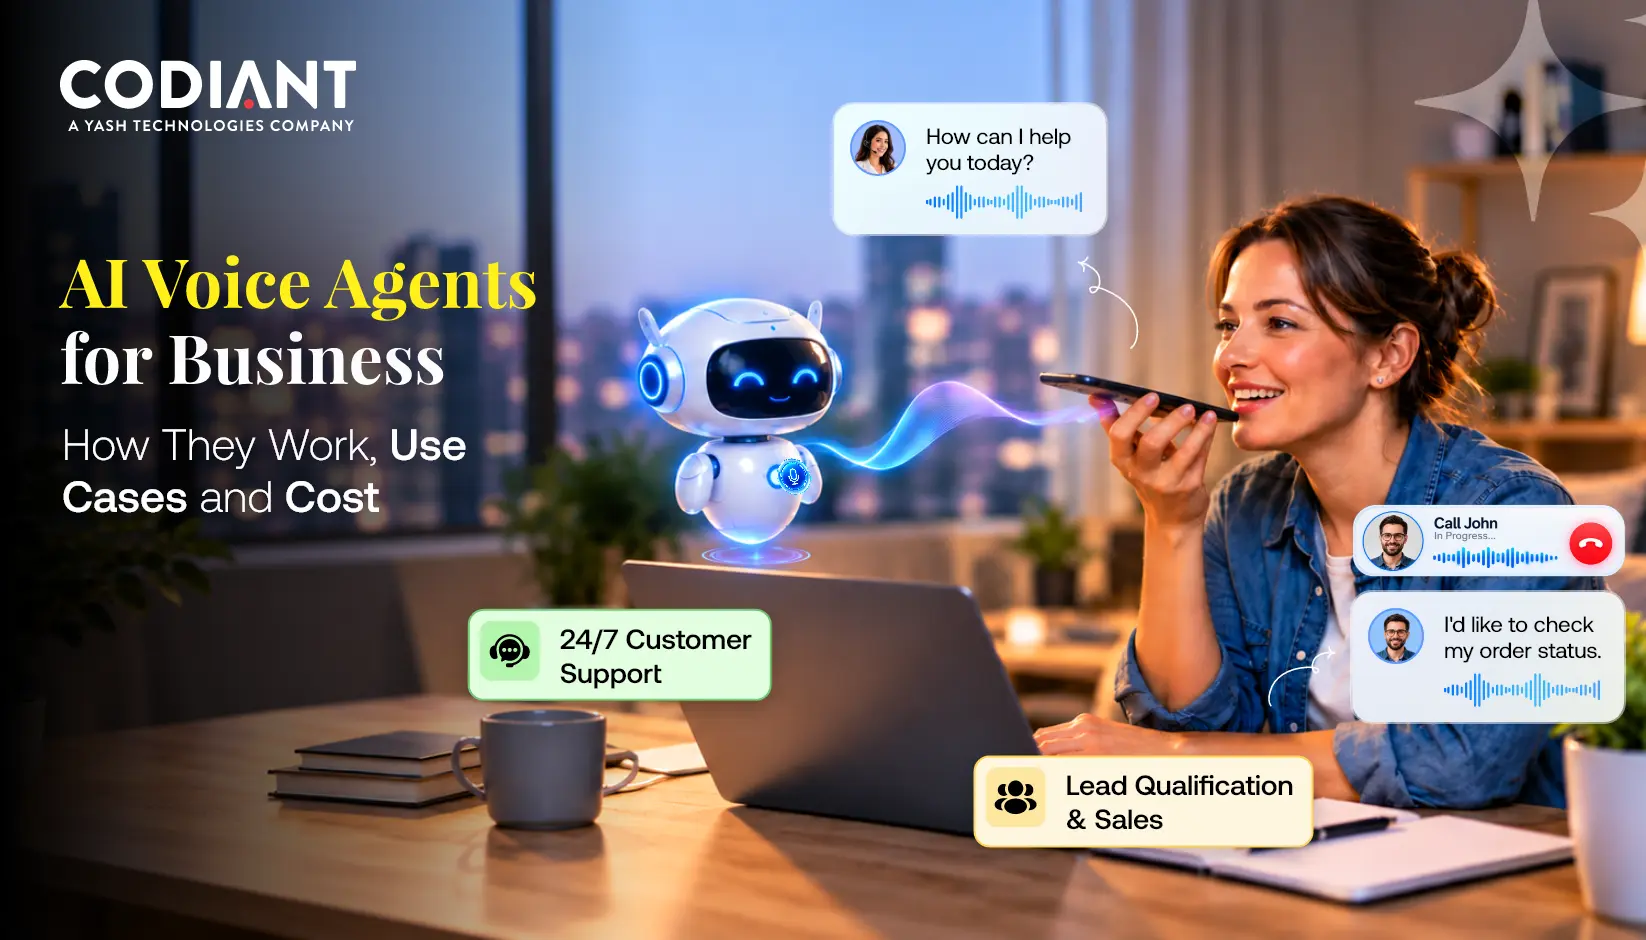 CODIANT
A YASH TECHNOLOGIES COMPANY
AI Voice Agents
for Business
How They Work, Use
Cases and Cost
How can I help
you today?
Call John
In Progress...
I'd like to check
my order status.
24/7 Customer
Support
Lead Qualification
& Sales